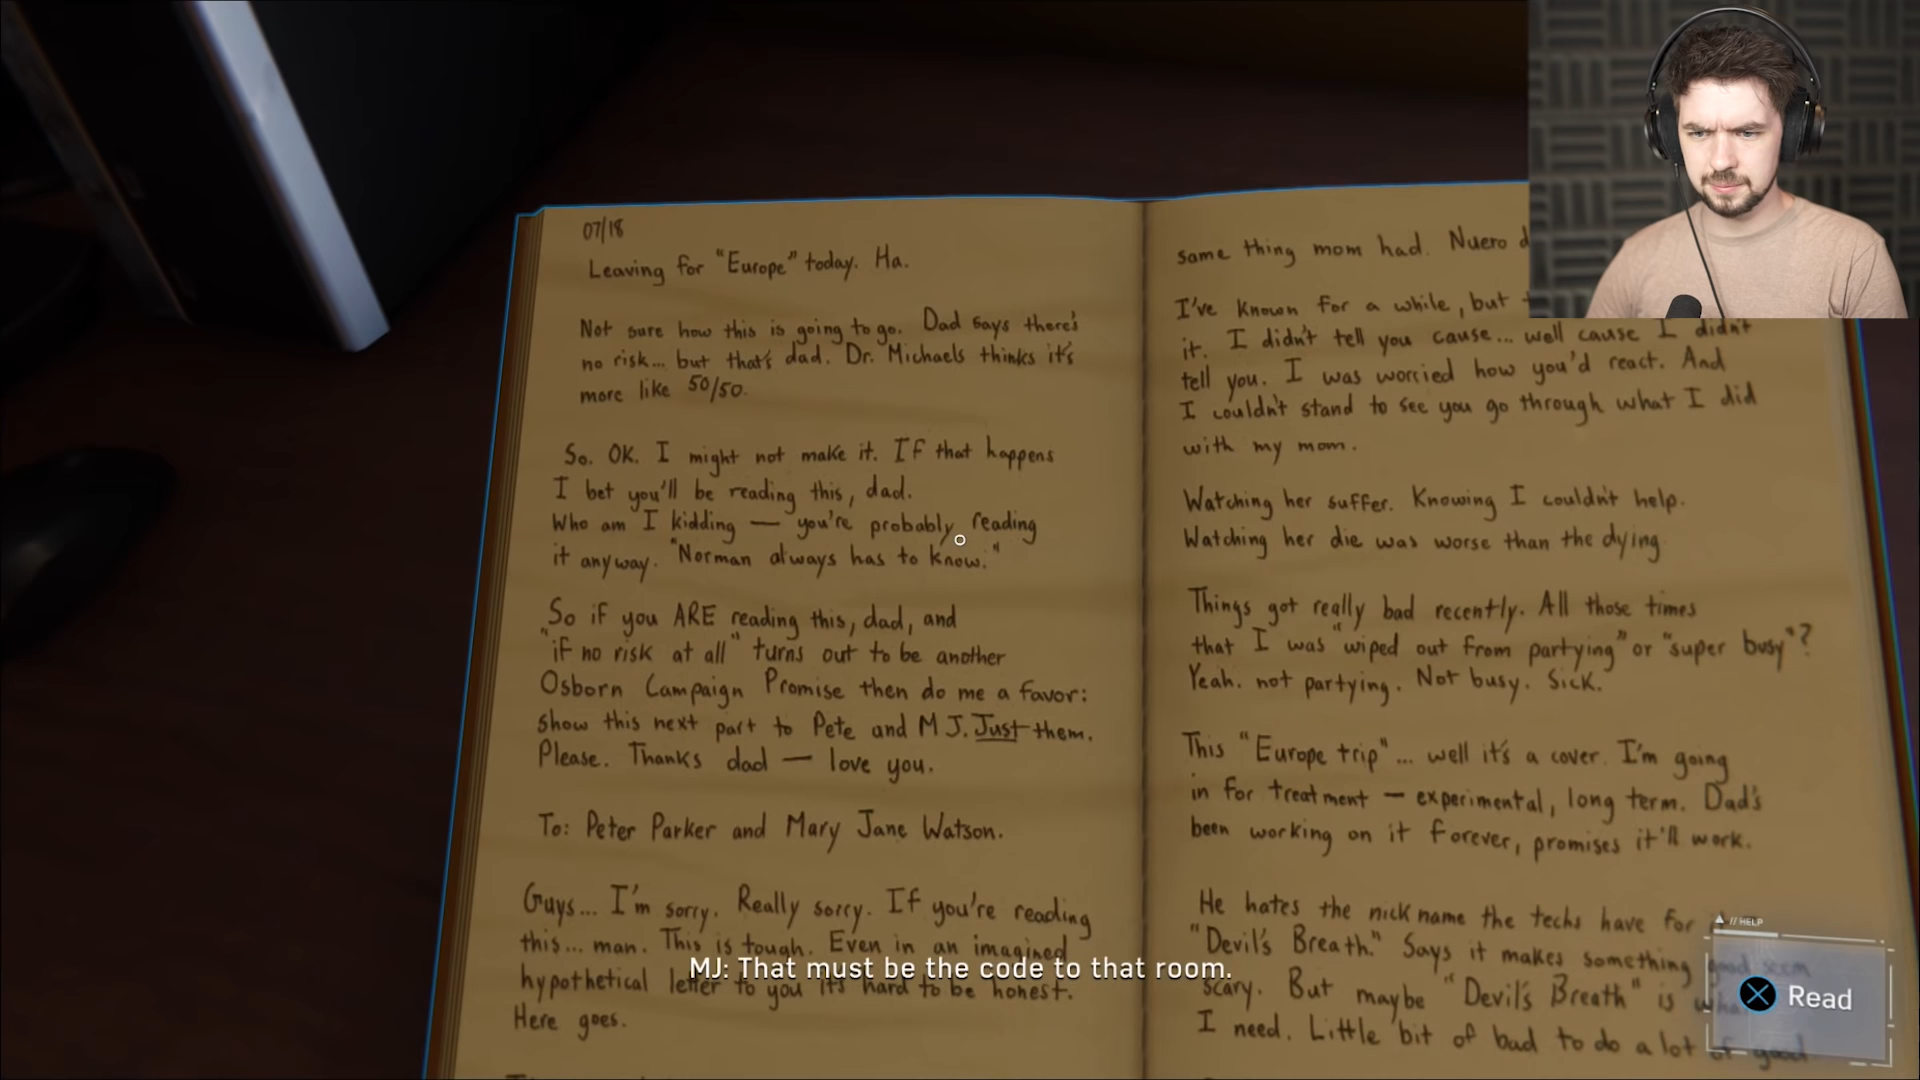 07/18
Leaving for "Europe" today. Ha.
Not sure how this is going to go. Dad says there's
no risk... but that's dad. Dr. Michaels thinks it's
more like 50/50.
So. OK. I might not make it. If that happens
I bet you'll be reading this, dad.
Who am I kidding — you're probably reading
it anyway. "Norman always has to know."
So if you ARE reading this, dad, and
"if no risk at all" turns out to be another
Osborn Campaign Promise then do me a favor:
show this next part to Pete and MJ. Just them.
Please. Thanks dad — love you.
To: Peter Parker and Mary Jane Watson.
Guys... I'm sorry. Really sorry. If you're reading
this... man. This is tough. Even in an imagined
hypothetical letter to you it's hard to be honest.
Here goes.
same thing mom had. Nuero
I've known for a while, but
it. I didn't tell you cause... well cause I didn't
tell you. I was worried how you'd react. And
I couldn't stand to see you go through what I did
with my mom.
Watching her suffer. Knowing I couldn't help.
Watching her die was worse than the dying
Things got really bad recently. All those times
that I was "wiped out from partying" or "super busy"?
Yeah. not partying. Not busy. Sick.
This "Europe trip"... well it's a cover. I'm going
in for treatment — experimental, long term. Dad's
been working on it forever, promises it'll work.
He hates the nickname the techs have for
"Devil's Breath." Says it makes something good seem
scary. But maybe "Devil's Breath" is
I need. Little bit of bad to do a lot of good
MJ: That must be the code to that room.
// HELP
Read